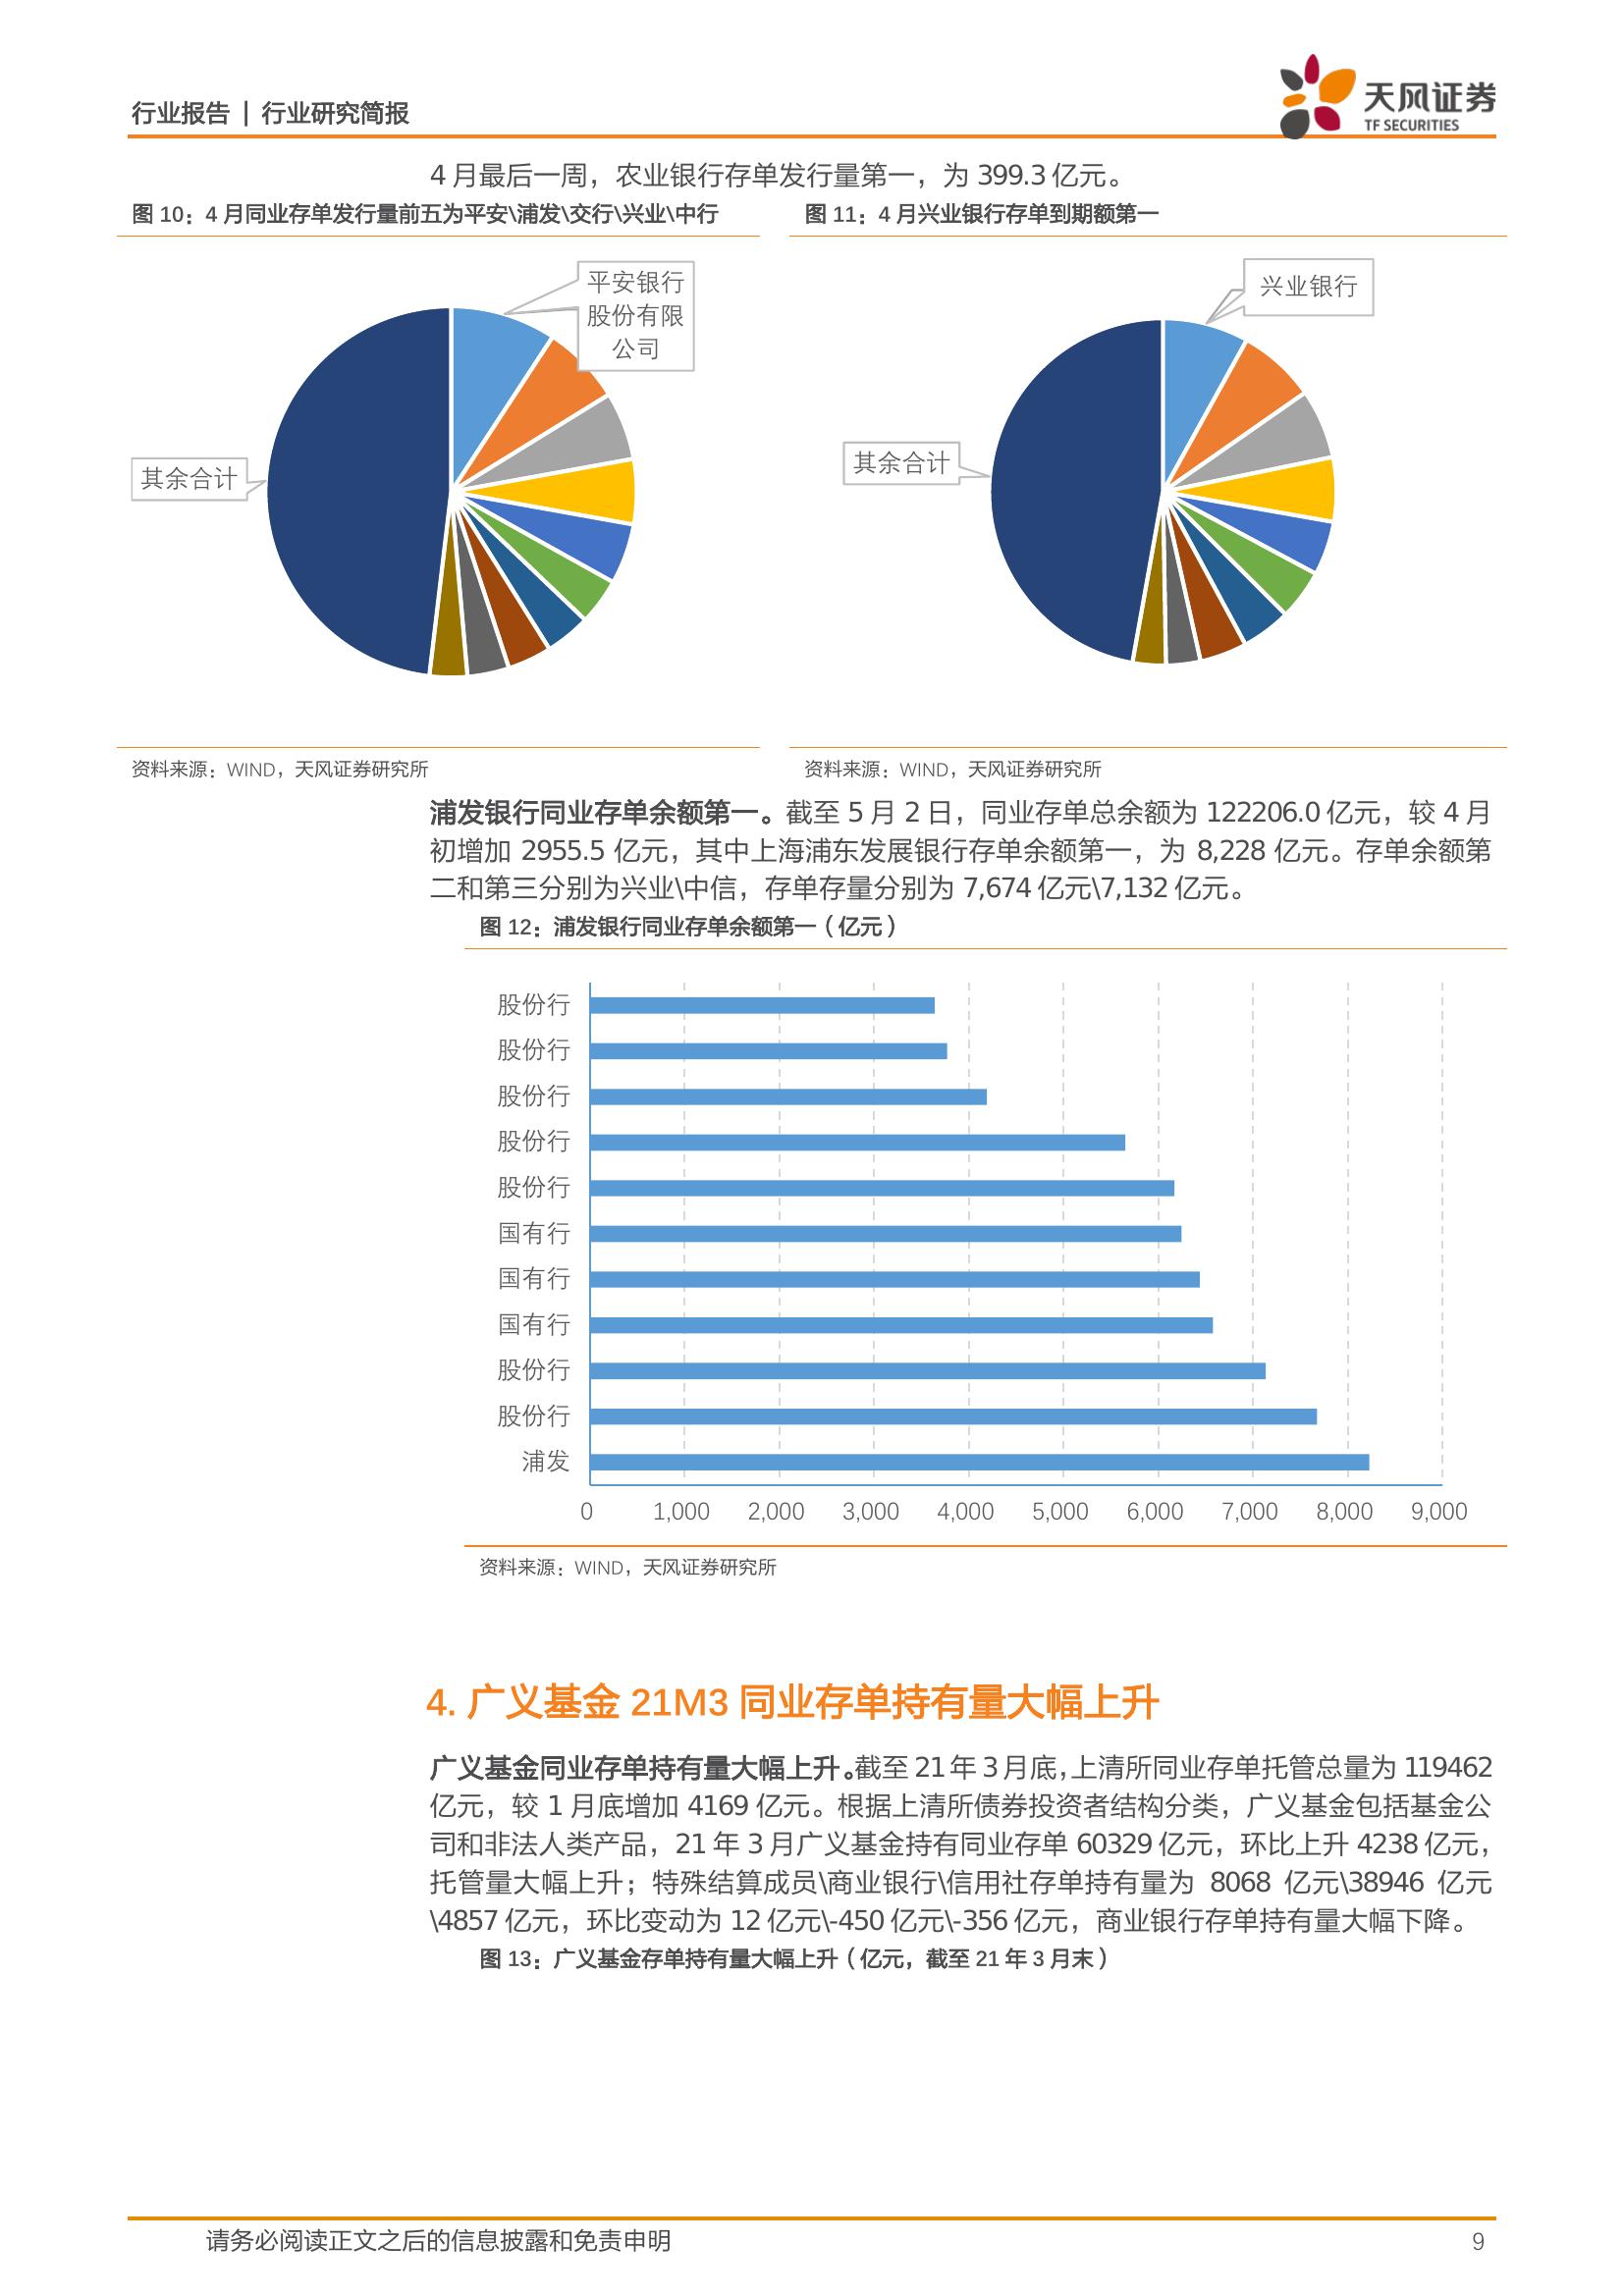 行业报告 | 行业研究简报
天风证券
TF SECURITIES
4 月最后一周，农业银行存单发行量第一，为 399.3 亿元。
图 10：4 月同业存单发行量前五为平安\浦发\交行\兴业\中行
平安银行
股份有限
公司
其余合计
资料来源：WIND，天风证券研究所
图 11：4 月兴业银行存单到期额第一
兴业银行
其余合计
资料来源：WIND，天风证券研究所
浦发银行同业存单余额第一。截至 5 月 2 日，同业存单总余额为 122206.0 亿元，较 4 月
初增加 2955.5 亿元，其中上海浦东发展银行存单余额第一，为 8,228 亿元。存单余额第
二和第三分别为兴业\中信，存单存量分别为 7,674 亿元\7,132 亿元。
图 12：浦发银行同业存单余额第一（亿元）
股份行
股份行
股份行
股份行
股份行
国有行
国有行
国有行
股份行
股份行
浦发
0 1,000 2,000 3,000 4,000 5,000 6,000 7,000 8,000 9,000
资料来源：WIND，天风证券研究所
4. 广义基金 21M3 同业存单持有量大幅上升
广义基金同业存单持有量大幅上升。截至 21 年 3 月底，上清所同业存单托管总量为 119462
亿元，较 1 月底增加 4169 亿元。根据上清所债券投资者结构分类，广义基金包括基金公
司和非法人类产品，21 年 3 月广义基金持有同业存单 60329 亿元，环比上升 4238 亿元，
托管量大幅上升；特殊结算成员\商业银行\信用社存单持有量为 8068 亿元\38946 亿元
\4857 亿元，环比变动为 12 亿元\-450 亿元\-356 亿元，商业银行存单持有量大幅下降。
图 13：广义基金存单持有量大幅上升（亿元，截至 21 年 3 月末）
请务必阅读正文之后的信息披露和免责申明
9